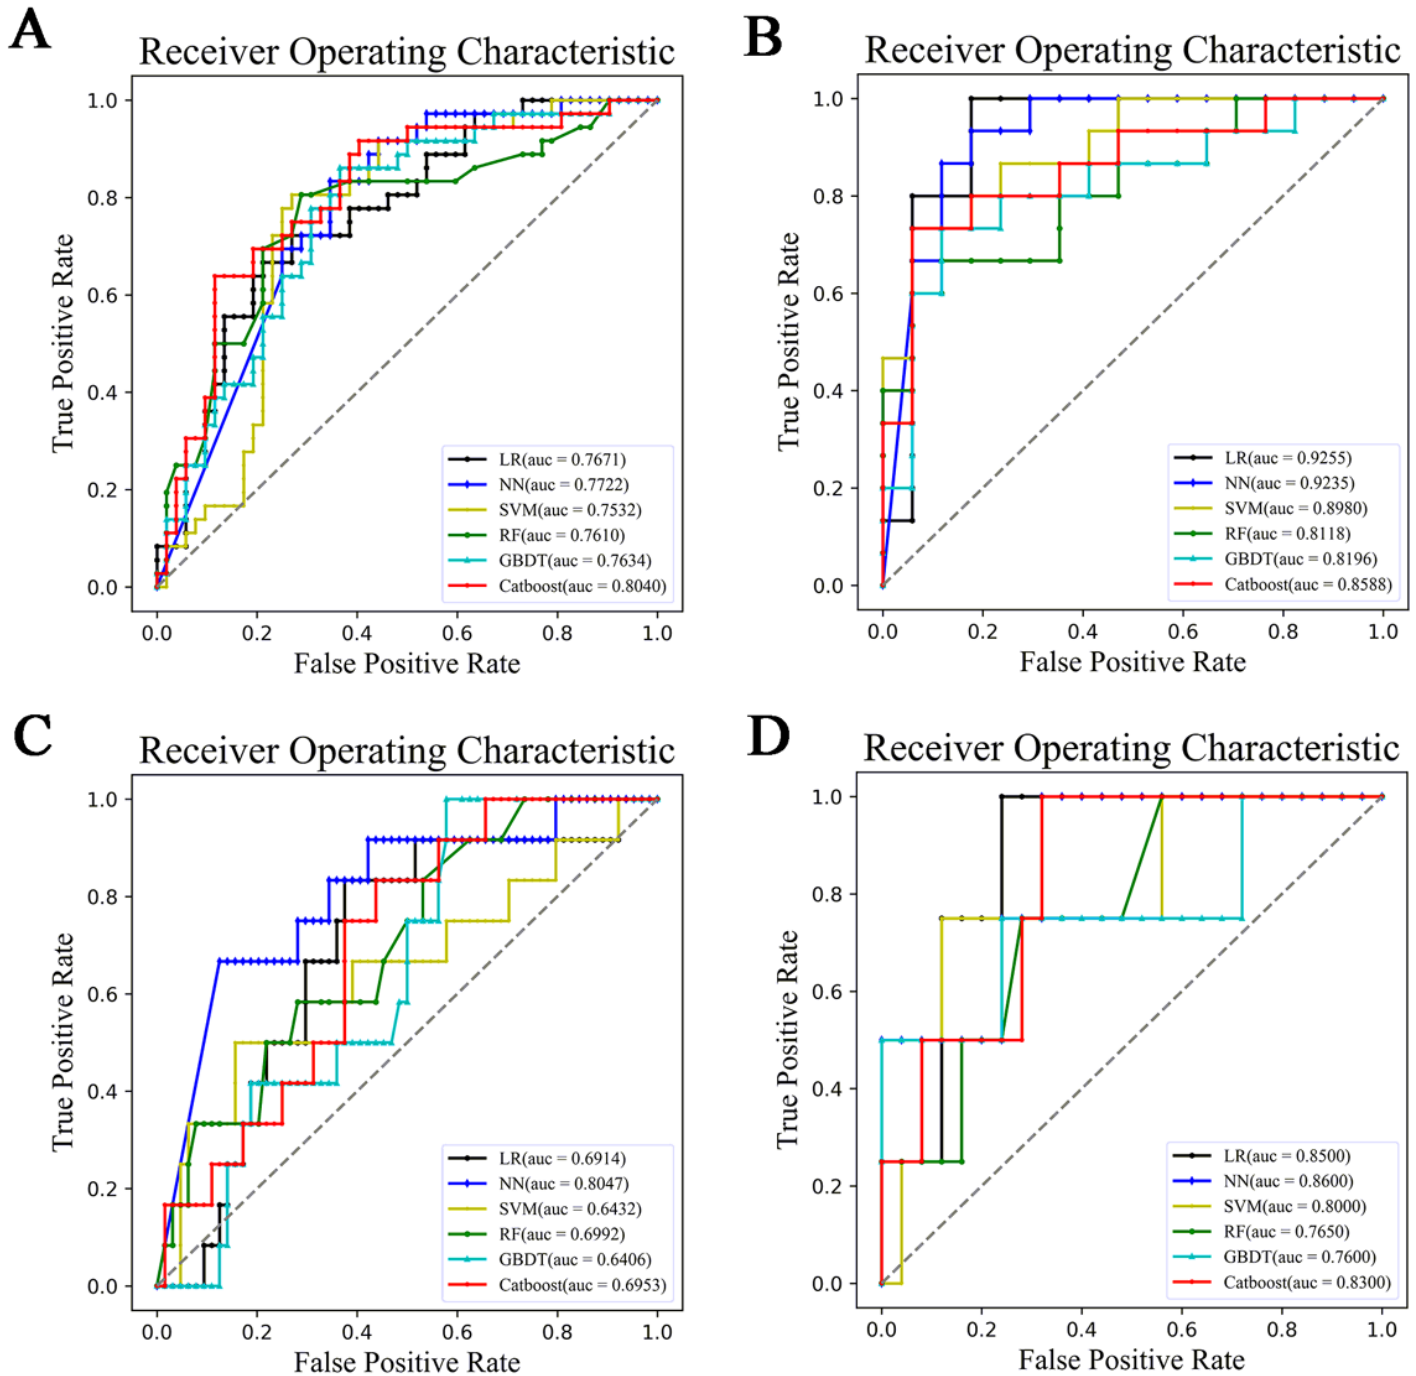 A
Receiver Operating Characteristic
True Positive Rate
1.0
0.8
0.6
0.4
0.2
0.0
LR(auc = 0.7671)
NN(auc = 0.7722)
SVM(auc = 0.7532)
RF(auc = 0.7610)
GBDT(auc = 0.7634)
Catboost(auc = 0.8040)
0.0 0.2 0.4 0.6 0.8 1.0
False Positive Rate
B
Receiver Operating Characteristic
True Positive Rate
1.0
0.8
0.6
0.4
0.2
0.0
LR(auc = 0.9255)
NN(auc = 0.9235)
SVM(auc = 0.8980)
RF(auc = 0.8118)
GBDT(auc = 0.8196)
Catboost(auc = 0.8588)
0.0 0.2 0.4 0.6 0.8 1.0
False Positive Rate
C
Receiver Operating Characteristic
True Positive Rate
1.0
0.8
0.6
0.4
0.2
0.0
LR(auc = 0.6914)
NN(auc = 0.8047)
SVM(auc = 0.6432)
RF(auc = 0.6992)
GBDT(auc = 0.6406)
Catboost(auc = 0.6953)
0.0 0.2 0.4 0.6 0.8 1.0
False Positive Rate
D
Receiver Operating Characteristic
True Positive Rate
1.0
0.8
0.6
0.4
0.2
0.0
LR(auc = 0.8500)
NN(auc = 0.8600)
SVM(auc = 0.8000)
RF(auc = 0.7650)
GBDT(auc = 0.7600)
Catboost(auc = 0.8300)
0.0 0.2 0.4 0.6 0.8 1.0
False Positive Rate